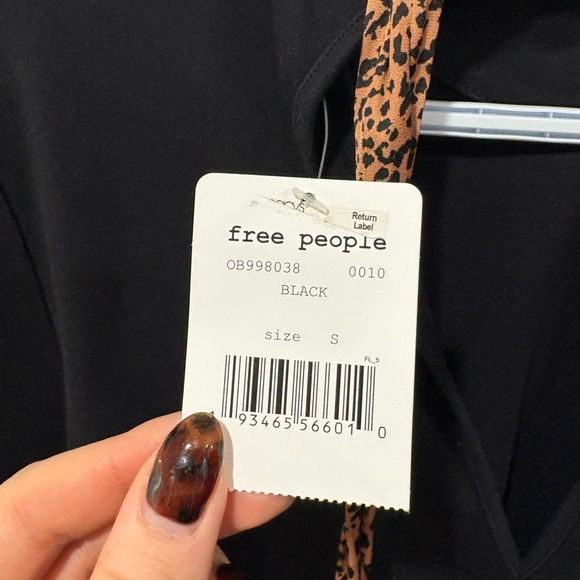 Return
Label
free people
OB998038 0010
BLACK
size S
FL_5
93465 56601 0